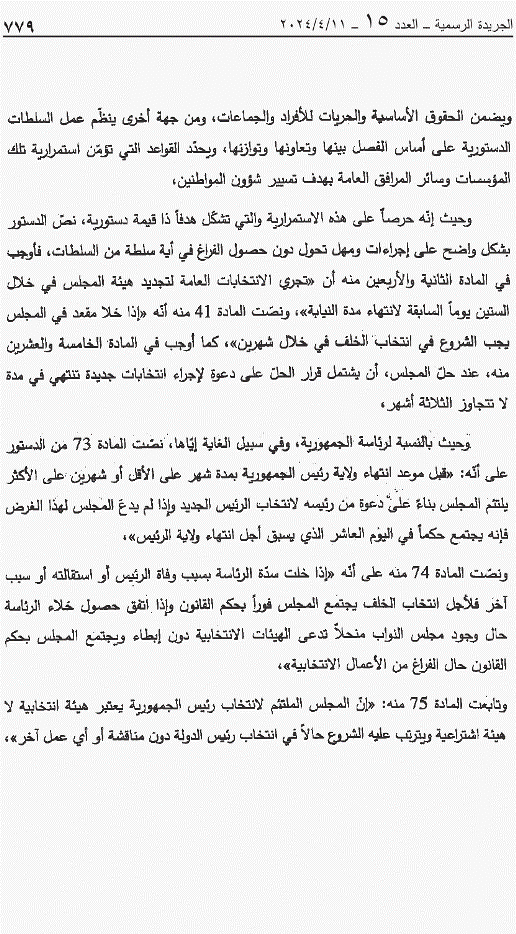 الجريدة الرسمية ــ العدد ١٥ ــ ٢٠٢٤/٤/١١ ٧٧٩
ويضمن الحقوق الأساسية والحريات للأفراد والجماعات، ومن جهة أخرى ينظّم عمل السلطات
الدستورية على أساس الفصل بينها وتعاونها وتوازنها، ويحدّد القواعد التي تؤمّن استمرارية تلك
المؤسسات وسائر المرافق العامة بهدف تسيير شؤون المواطنين،
وحيث إنّه حرصاً على هذه الاستمرارية والتي تشكّل هدفاً ذا قيمة دستورية، نصّ الدستور
بشكل واضح على إجراءات ومهل تحول دون حصول الفراغ في أية سلطة من السلطات، فأوجب
في المادة الثانية والأربعين منه أن «تجري الانتخابات العامة لتجديد هيئة المجلس في خلال
الستين يوماً السابقة لانتهاء مدة النيابة»، ونصّت المادة 41 منه أنّه «إذا خلا مقعد في المجلس
يجب الشروع في انتخاب الخلف في خلال شهرين»، كما أوجب في المادة الخامسة والعشرين
منه، عند حلّ المجلس، أن يشتمل قرار الحلّ على دعوة لإجراء انتخابات جديدة تنتهي في مدة
لا تتجاوز الثلاثة أشهر،
وحيث بالنسبة لرئاسة الجمهورية، وفي سبيل الغاية إيّاها، نصّت المادة 73 من الدستور
على أنّه: «قبل موعد انتهاء ولاية رئيس الجمهورية بمدة شهر على الأقل أو شهرين على الأكثر
يلتئم المجلس بناءً على دعوة من رئيسه لانتخاب الرئيس الجديد وإذا لم يدعَ المجلس لهذا الغرض
فإنه يجتمع حكماً في اليوم العاشر الذي يسبق أجل انتهاء ولاية الرئيس»،
ونصّت المادة 74 منه على أنّه «إذا خلت سدّة الرئاسة بسبب وفاة الرئيس أو استقالته أو سبب
آخر فلأجل انتخاب الخلف يجتمع المجلس فوراً بحكم القانون وإذا اتفق حصول خلاء الرئاسة
حال وجود مجلس النواب منحلاً تدعى الهيئات الانتخابية دون إبطاء ويجتمع المجلس بحكم
القانون حال الفراغ من الأعمال الانتخابية»،
وتابعت المادة 75 منه: «إنّ المجلس الملتئم لانتخاب رئيس الجمهورية يعتبر هيئة انتخابية لا
هيئة اشتراعية ويترتب عليه الشروع حالاً في انتخاب رئيس الدولة دون مناقشة أو أي عمل آخر»،